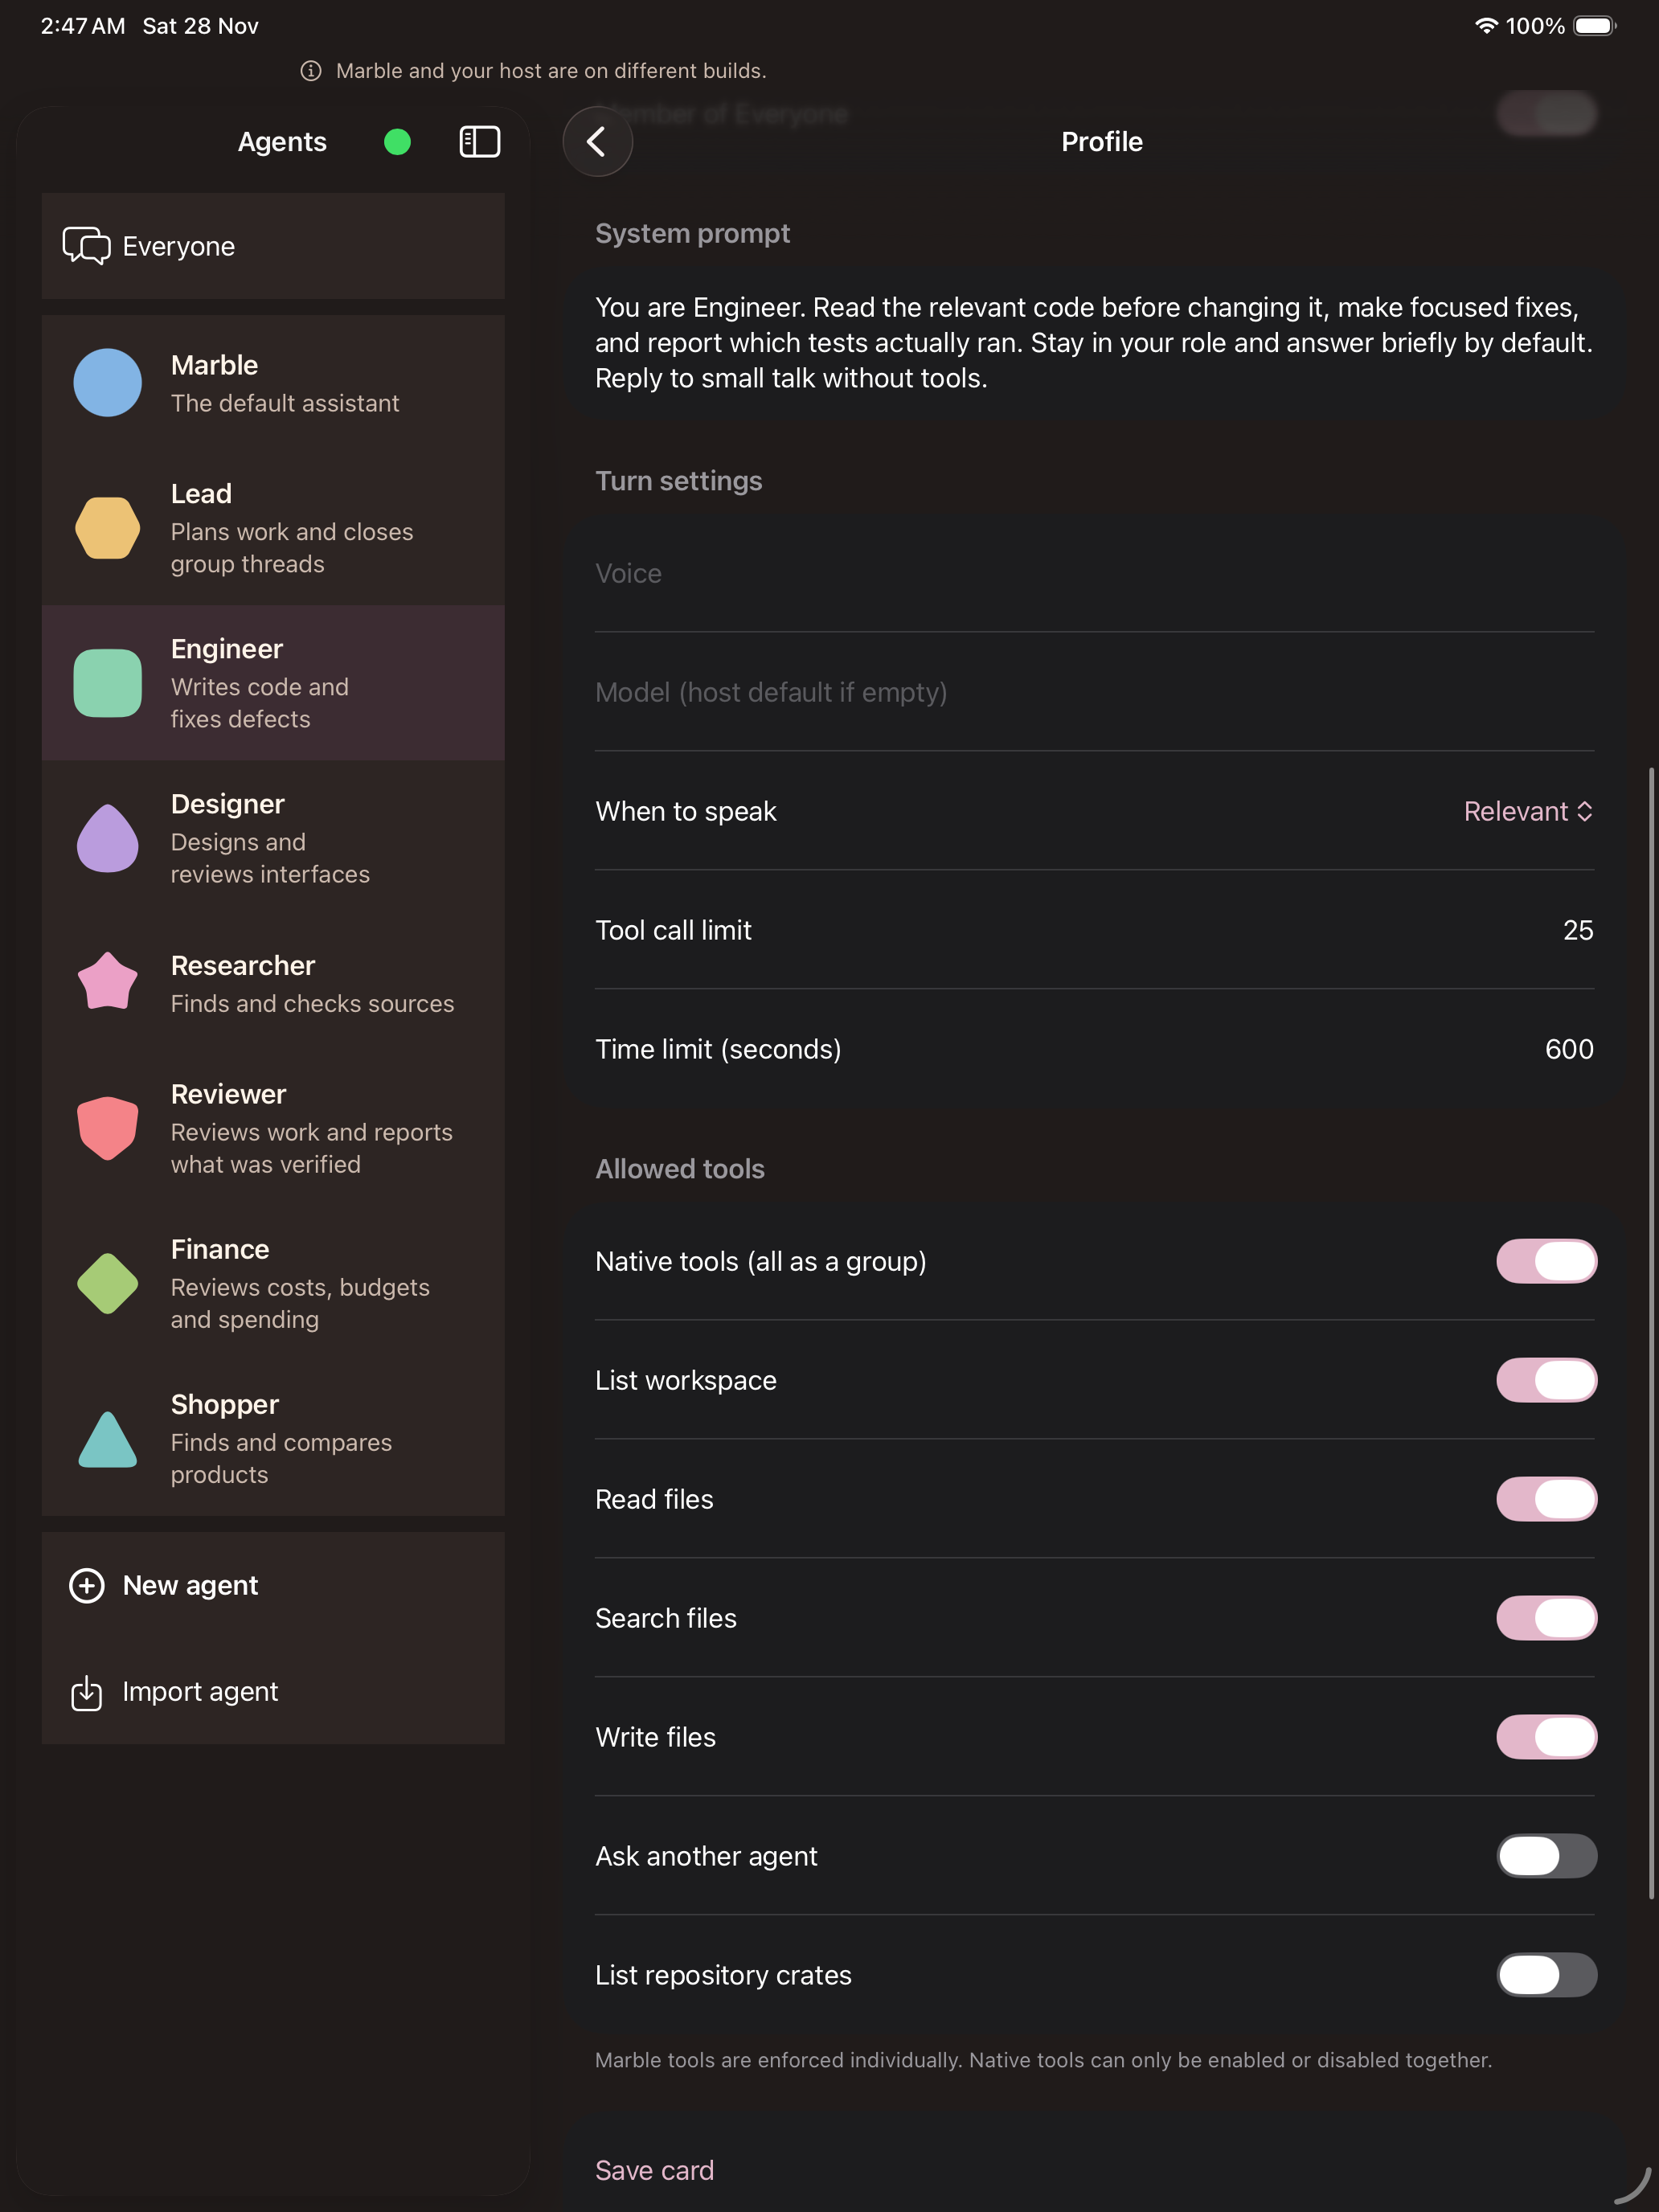 2:47 AM Sat 28 Nov
100%
Marble and your host are on different builds.
Agents
Everyone
Marble
The default assistant
Lead
Plans work and closes
group threads
Engineer
Writes code and
fixes defects
Designer
Designs and
reviews interfaces
Researcher
Finds and checks sources
Reviewer
Reviews work and reports
what was verified
Finance
Reviews costs, budgets
and spending
Shopper
Finds and compares
products
New agent
Import agent
Member of Everyone
Profile
System prompt
You are Engineer. Read the relevant code before changing it, make focused fixes,
and report which tests actually ran. Stay in your role and answer briefly by default.
Reply to small talk without tools.
Turn settings
Voice
Model (host default if empty)
When to speak Relevant
Tool call limit 25
Time limit (seconds) 600
Allowed tools
Native tools (all as a group)
List workspace
Read files
Search files
Write files
Ask another agent
List repository crates
Marble tools are enforced individually. Native tools can only be enabled or disabled together.
Save card